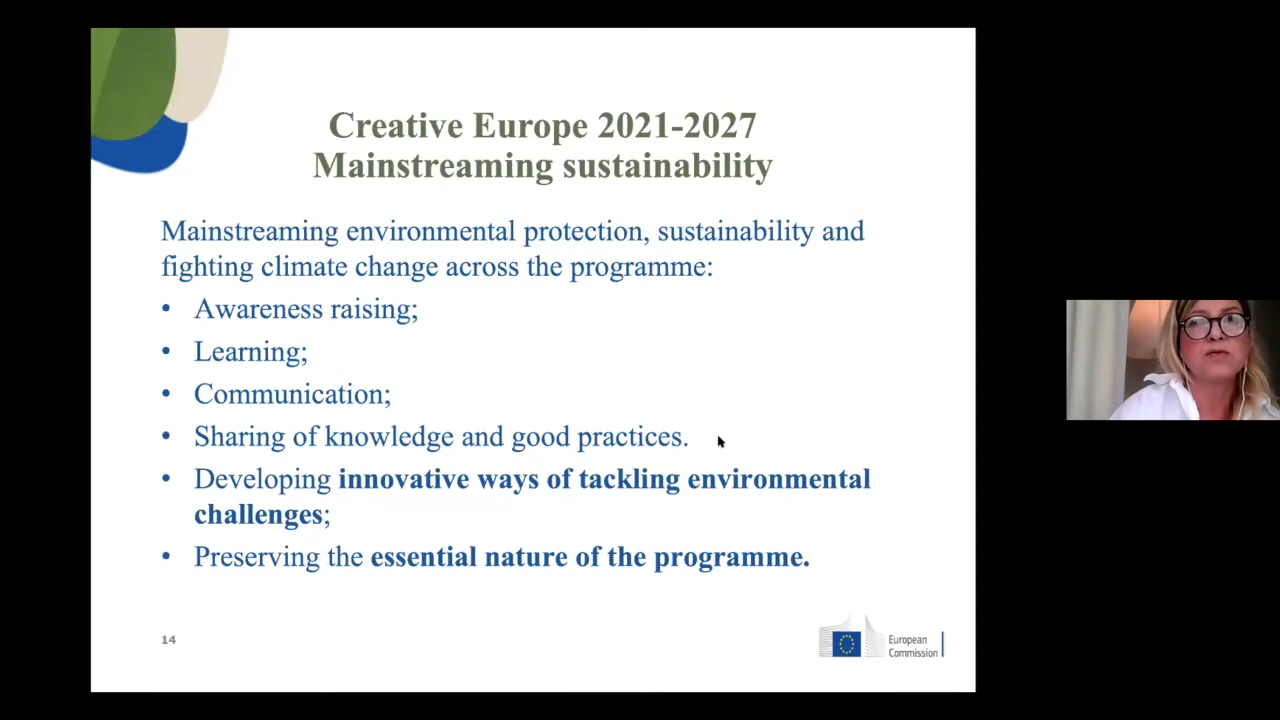 Creative Europe 2021-2027
Mainstreaming sustainability
Mainstreaming environmental protection, sustainability and
fighting climate change across the programme:
• Awareness raising;
• Learning;
• Communication;
• Sharing of knowledge and good practices.
• Developing innovative ways of tackling environmental
challenges;
• Preserving the essential nature of the programme.
14
European
Commission